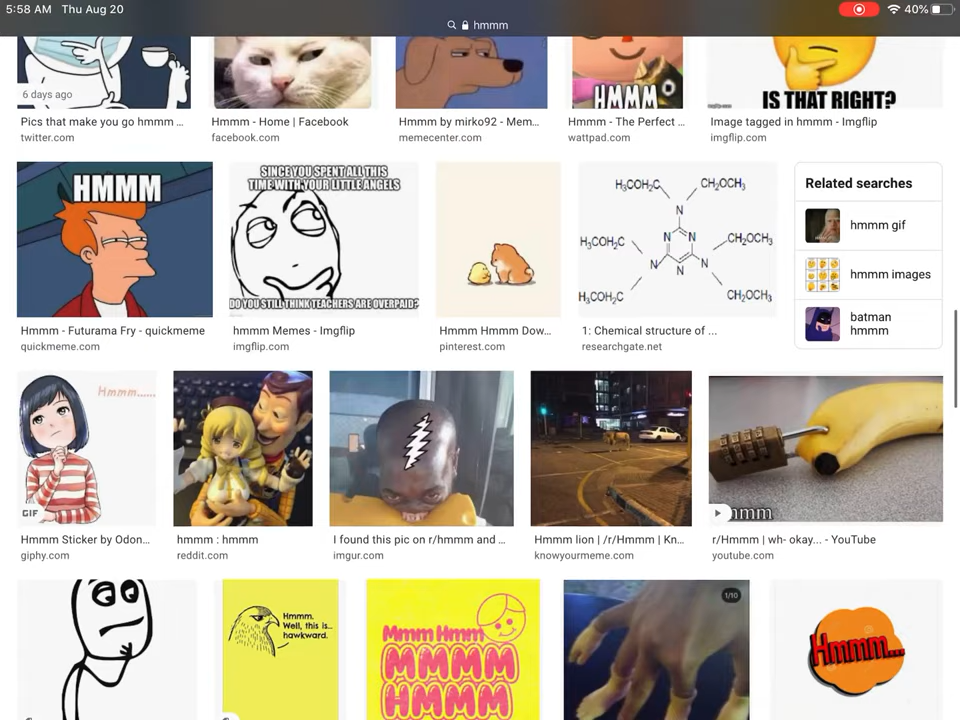 5:58 AM Thu Aug 20
hmmm
40%
6 days ago
HMMM
imgflip.com
IS THAT RIGHT?
Pics that make you go hmmm ...
twitter.com
Hmmm - Home | Facebook
facebook.com
Hmmm by mirko92 - Mem...
memecenter.com
Hmmm - The Perfect ...
wattpad.com
Image tagged in hmmm - Imgflip
imgflip.com
HMMM
SINCE YOU SPENT ALL THIS
TIME WITH YOUR LITTLE ANGELS
DO YOU STILL THINK TEACHERS ARE OVERPAID?
H₃COH₂C
CH₂OCH₃
N
H₃COH₂C
N
N
CH₂OCH₃
N
N
N
H₃COH₂C
CH₂OCH₃
Related searches
hmmm gif
hmmm images
batman
hmmm
Hmmm - Futurama Fry - quickmeme
quickmeme.com
hmmm Memes - Imgflip
imgflip.com
Hmmm Hmmm Dow...
pinterest.com
1: Chemical structure of ...
researchgate.net
Hmmm......
GIF
hmmm
Hmmm Sticker by Odon...
giphy.com
hmmm : hmmm
reddit.com
I found this pic on r/hmmm and ...
imgur.com
Hmmm lion | /r/Hmmm | Kn...
knowyourmeme.com
r/Hmmm | wh- okay... - YouTube
youtube.com
Hmmm.
Well, this is...
hawkward.
Mmm Hmm
MMMM
HMMM
1/10
Hmmm...